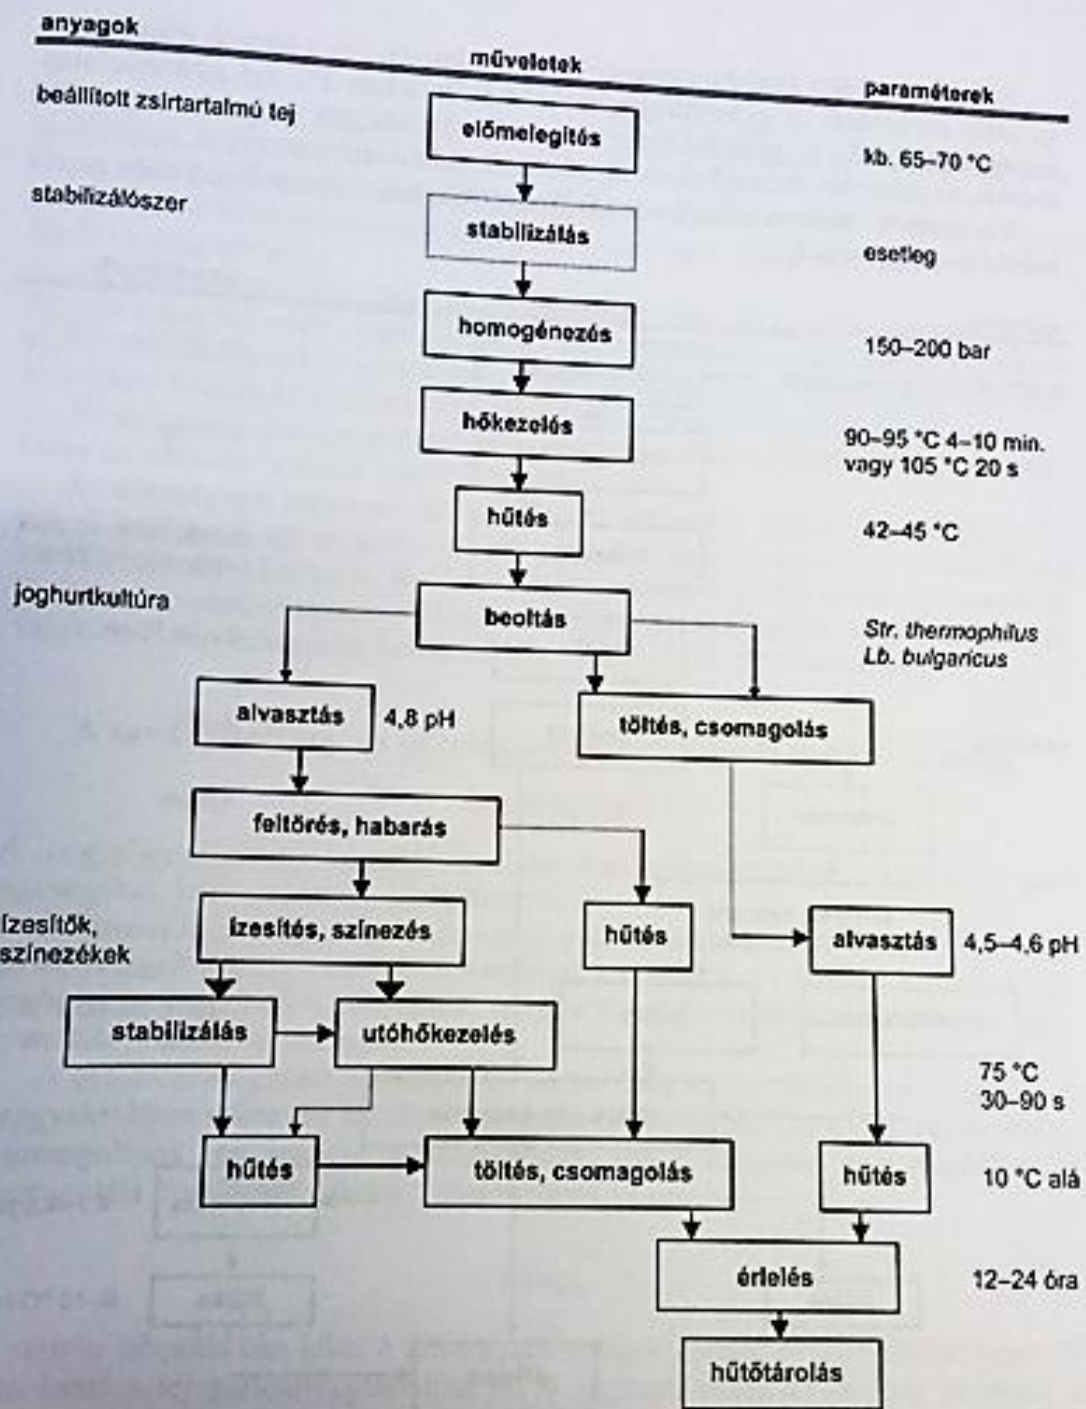 anyagok
műveletek
paraméterek
beállított zsírtartalmú tej
előmelegítés
kb. 65–70 °C
stabilizálószer
stabilizálás
esetleg
homogénezés
150–200 bar
hőkezelés
90–95 °C 4–10 min.
vagy 105 °C 20 s
hűtés
42–45 °C
joghurtkultúra
beoltás
Str. thermophilus
Lb. bulgaricus
alvasztás
4,8 pH
töltés, csomagolás
feltörés, habarás
ízesítők,
színezékek
ízesítés, színezés
hűtés
alvasztás
4,5–4,6 pH
stabilizálás
utóhőkezelés
75 °C
30–90 s
hűtés
töltés, csomagolás
hűtés
10 °C alá
érlelés
12–24 óra
hűtőtárolás